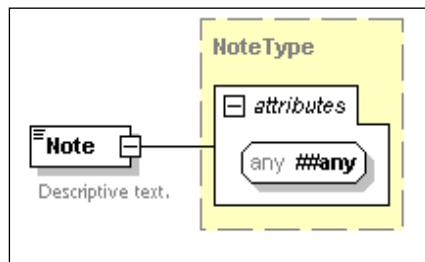 NoteType
attributes
Note
any ##any
Descriptive text.